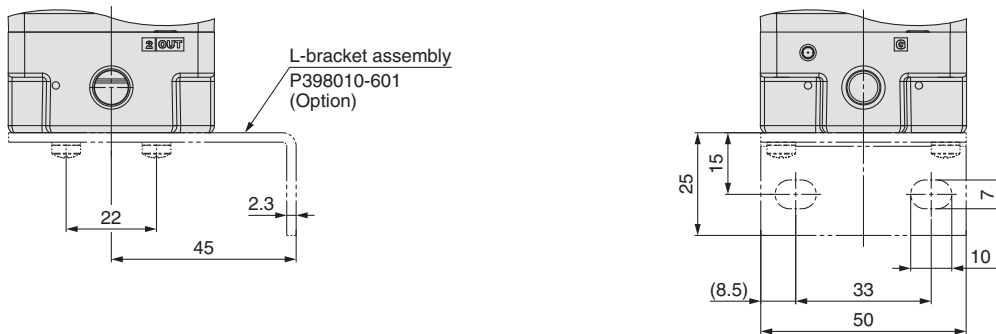 2 OUT
L-bracket assembly
P398010-601
(Option)
2.3
22
45
G
25
15
7
10
(8.5)
33
50